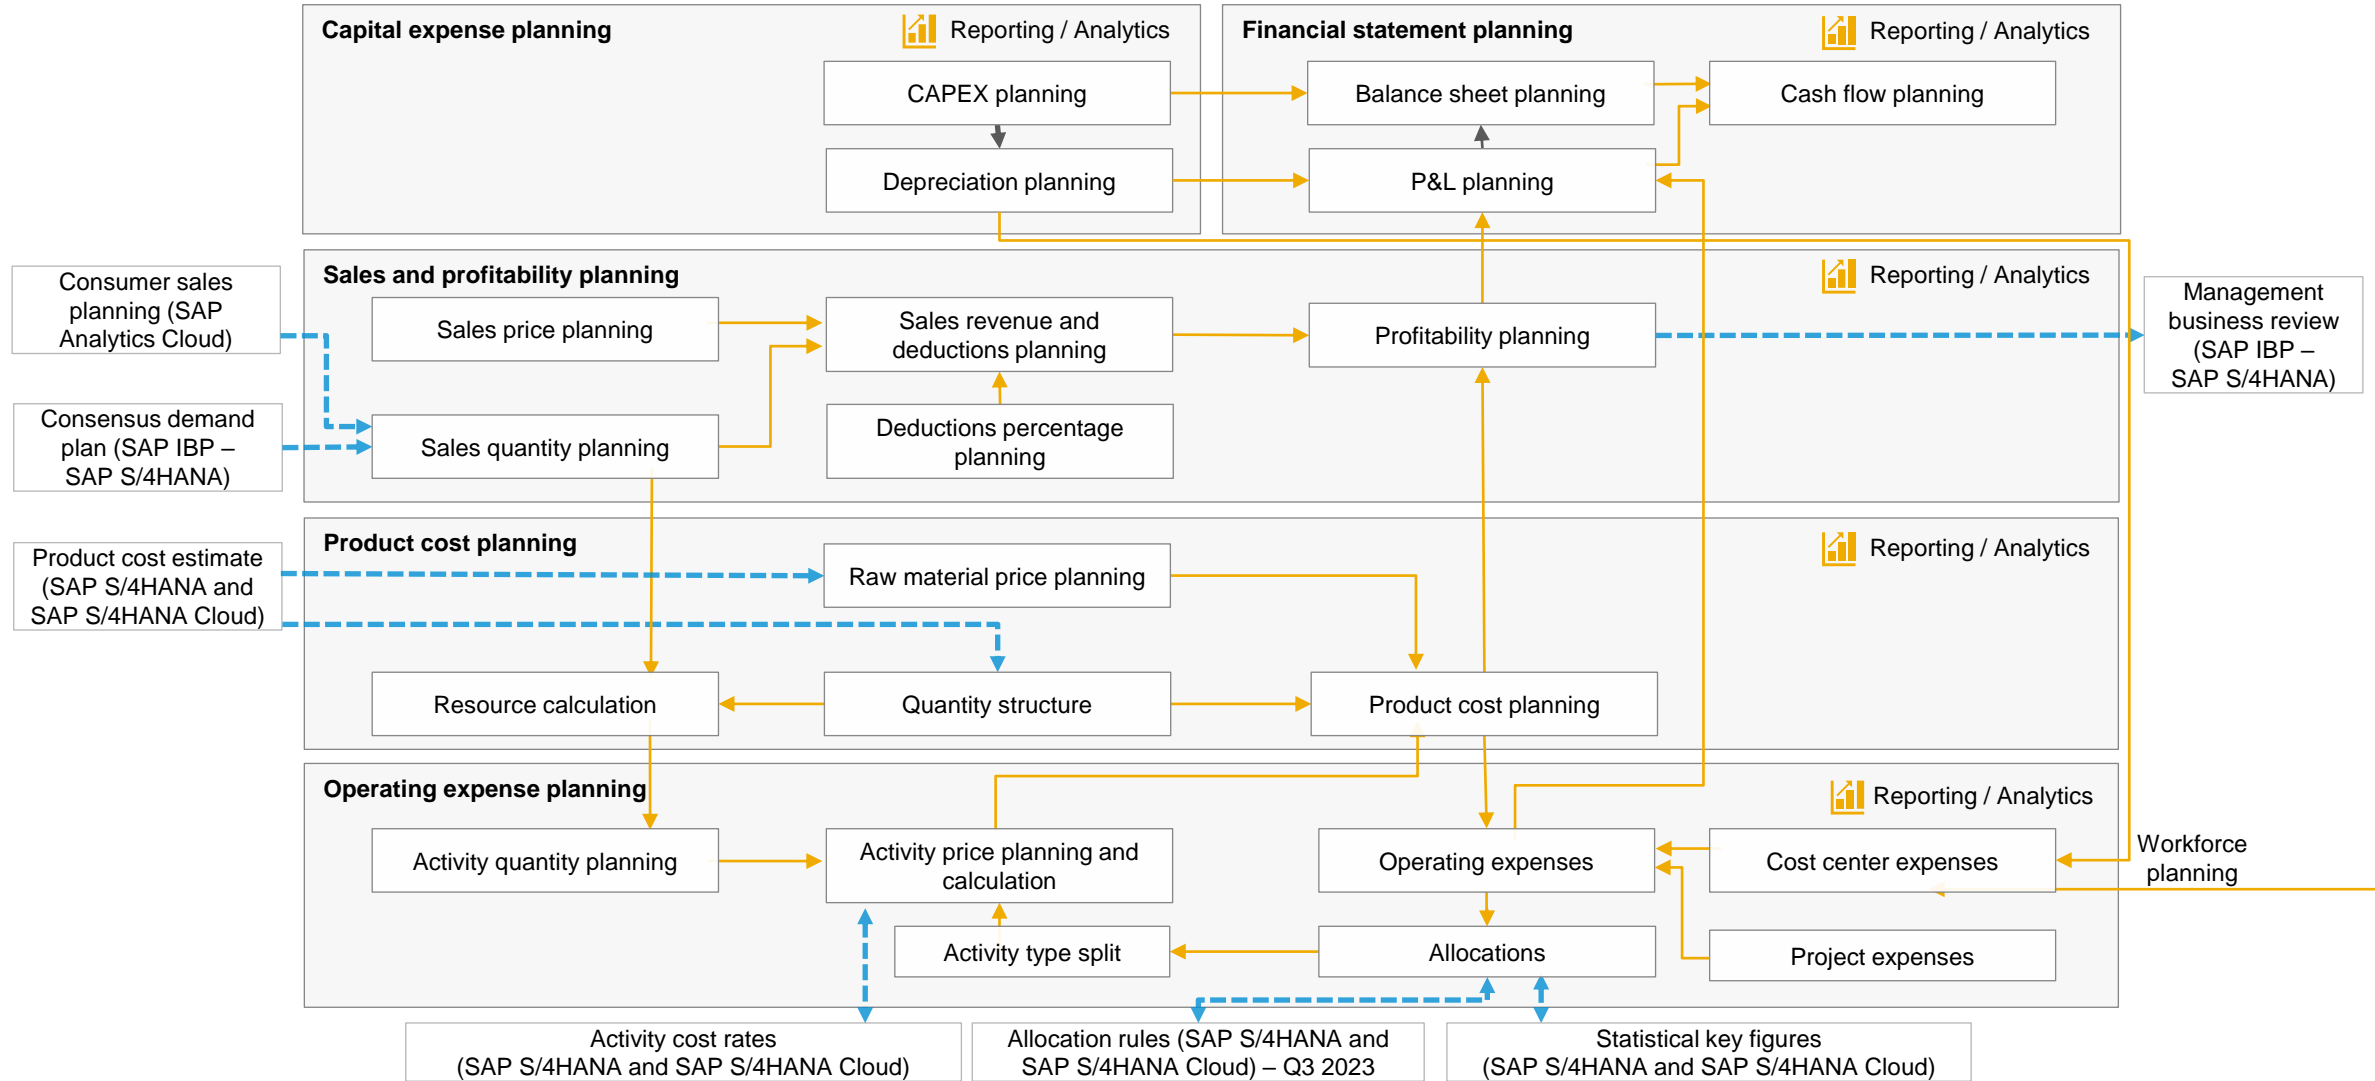 Capital expense planning
Reporting / Analytics
CAPEX planning
Depreciation planning
Financial statement planning
Reporting / Analytics
Balance sheet planning
Cash flow planning
P&L planning
Consumer sales
planning (SAP
Analytics Cloud)
Consensus demand
plan (SAP IBP –
SAP S/4HANA)
Sales and profitability planning
Reporting / Analytics
Sales price planning
Sales revenue and
deductions planning
Profitability planning
Sales quantity planning
Deductions percentage
planning
Management
business review
(SAP IBP –
SAP S/4HANA)
Product cost estimate
(SAP S/4HANA and
SAP S/4HANA Cloud)
Product cost planning
Reporting / Analytics
Raw material price planning
Resource calculation
Quantity structure
Product cost planning
Operating expense planning
Reporting / Analytics
Activity quantity planning
Activity price planning and
calculation
Operating expenses
Cost center expenses
Workforce
planning
Activity type split
Allocations
Project expenses
Activity cost rates
(SAP S/4HANA and SAP S/4HANA Cloud)
Allocation rules (SAP S/4HANA and
SAP S/4HANA Cloud) – Q3 2023
Statistical key figures
(SAP S/4HANA and SAP S/4HANA Cloud)